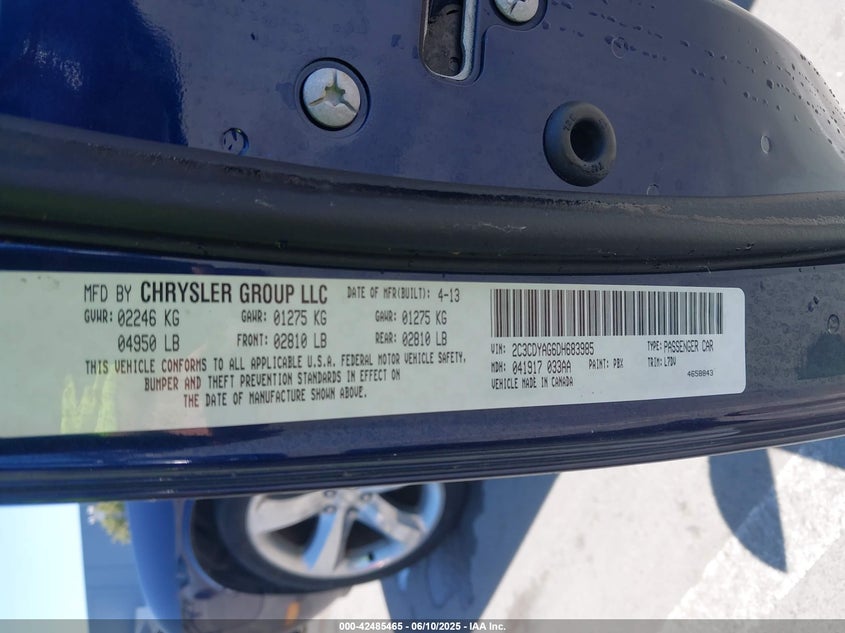 MFD BY CHRYSLER GROUP LLC DATE OF MFR(BUILT): 4-13
GVWR: 02246 KG GAWR: 01275 KG GAWR: 01275 KG
04950 LB FRONT: 02810 LB REAR: 02810 LB
THIS VEHICLE CONFORMS TO ALL APPLICABLE U.S.A. FEDERAL MOTOR VEHICLE SAFETY,
BUMPER AND THEFT PREVENTION STANDARDS IN EFFECT ON
THE DATE OF MANUFACTURE SHOWN ABOVE.
VIN: 2C3CDYAG6DH683985 TYPE: PASSENGER CAR
MDH: 041917 033AA PAINT: PBX TRIM: L7DV
VEHICLE MADE IN CANADA 4658843
000-42485465 - 06/10/2025 - IAA Inc.